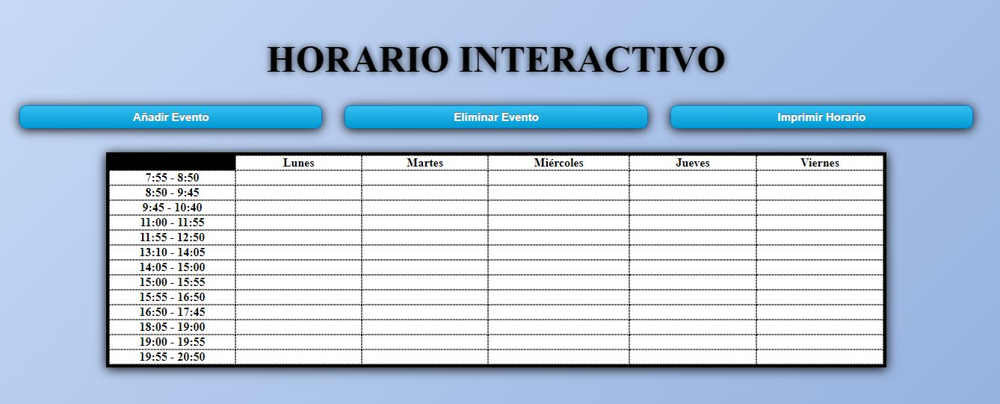 HORARIO INTERACTIVO
Añadir Evento Eliminar Evento Imprimir Horario
Lunes Martes Miércoles Jueves Viernes
7:55 - 8:50
8:50 - 9:45
9:45 - 10:40
11:00 - 11:55
11:55 - 12:50
13:10 - 14:05
14:05 - 15:00
15:00 - 15:55
15:55 - 16:50
16:50 - 17:45
18:05 - 19:00
19:00 - 19:55
19:55 - 20:50